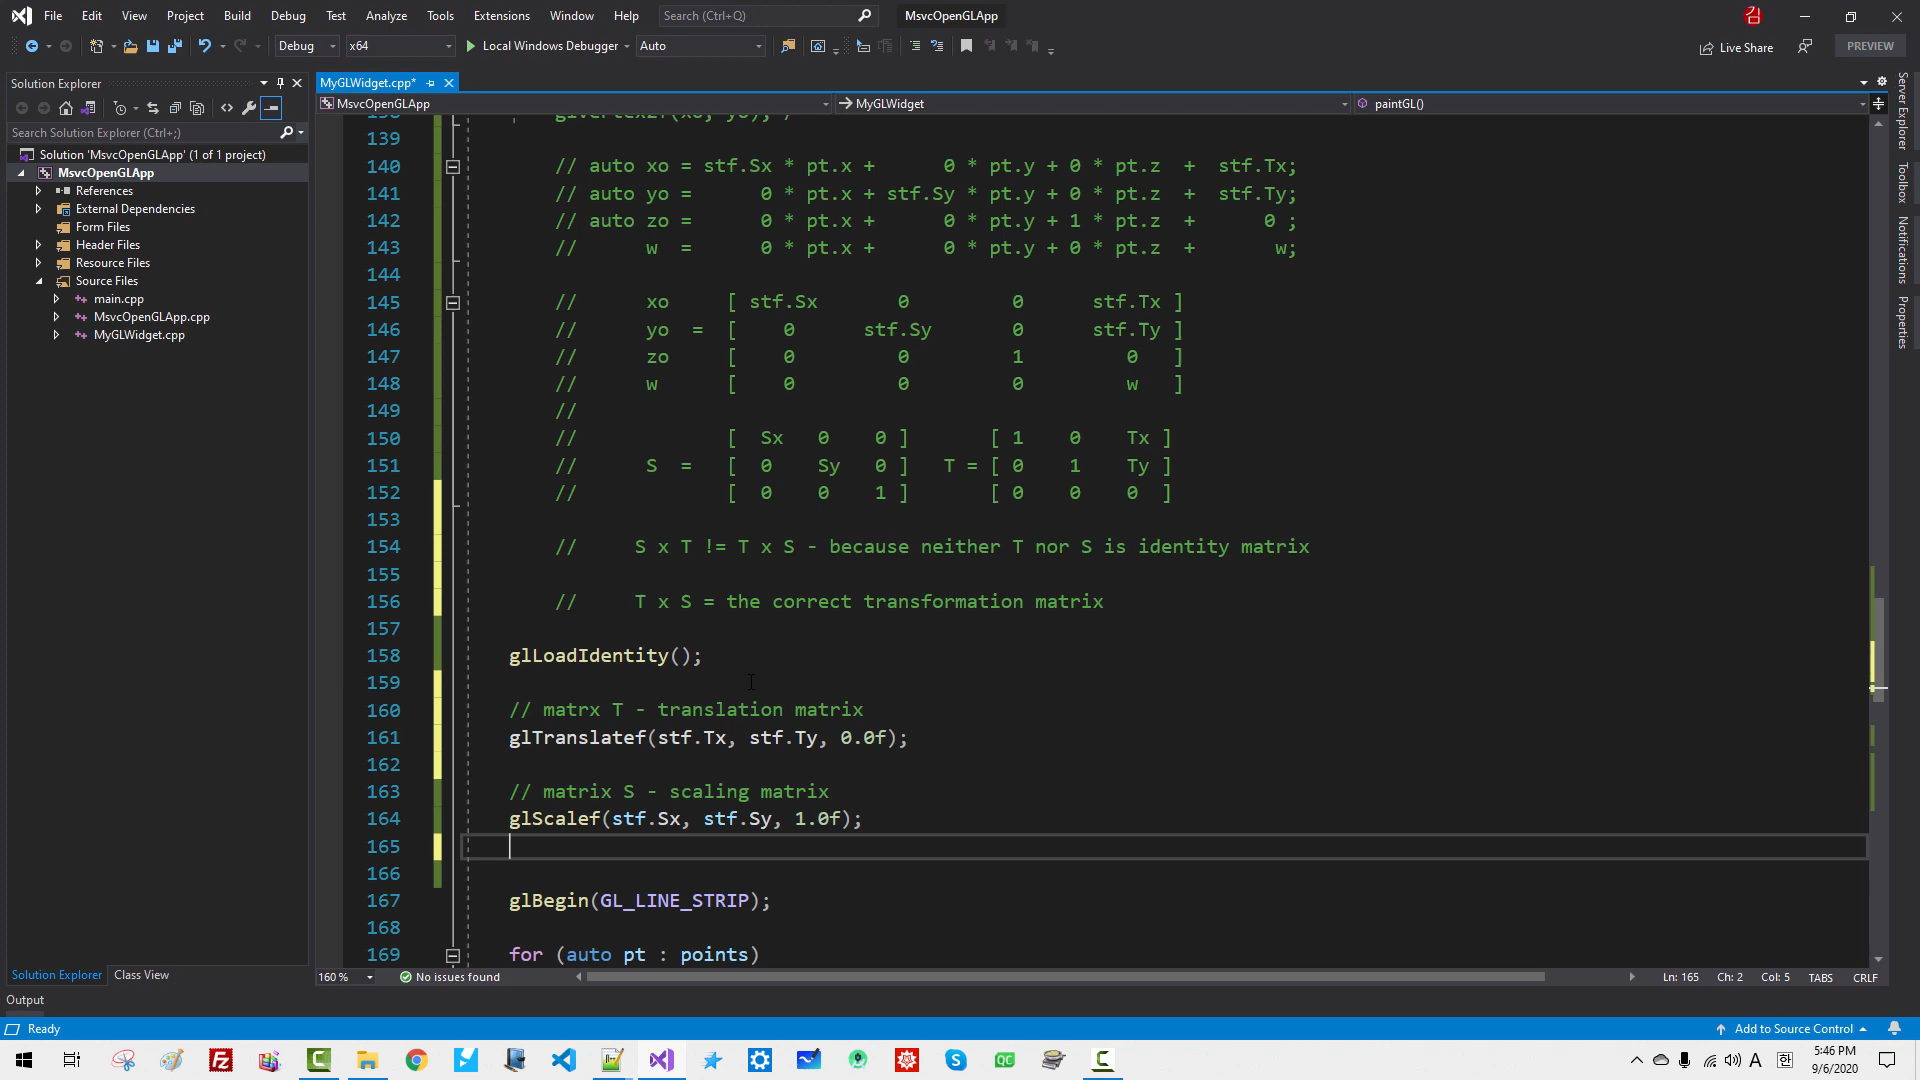 File Edit View Project Build Debug Test Analyze Tools Extensions Window Help Search (Ctrl+Q) MsvcOpenGLApp 김
Debug x64 Local Windows Debugger Auto Live Share PREVIEW
Solution Explorer
Search Solution Explorer (Ctrl+;)
Solution 'MsvcOpenGLApp' (1 of 1 project)
MsvcOpenGLApp
References
External Dependencies
Form Files
Header Files
Resource Files
Source Files
main.cpp
MsvcOpenGLApp.cpp
MyGLWidget.cpp
Solution Explorer Class View
MyGLWidget.cpp*
MsvcOpenGLApp MyGLWidget paintGL()
139
140 // auto xo = stf.Sx * pt.x + 0 * pt.y + 0 * pt.z + stf.Tx;
141 // auto yo = 0 * pt.x + stf.Sy * pt.y + 0 * pt.z + stf.Ty;
142 // auto zo = 0 * pt.x + 0 * pt.y + 1 * pt.z + 0 ;
143 // w = 0 * pt.x + 0 * pt.y + 0 * pt.z + w;
144
145 // xo [ stf.Sx 0 0 stf.Tx ]
146 // yo = [ 0 stf.Sy 0 stf.Ty ]
147 // zo [ 0 0 1 0 ]
148 // w [ 0 0 0 w ]
149 //
150 // [ Sx 0 0 ] [ 1 0 Tx ]
151 // S = [ 0 Sy 0 ] T = [ 0 1 Ty ]
152 // [ 0 0 1 ] [ 0 0 0 ]
153
154 // S x T != T x S - because neither T nor S is identity matrix
155
156 // T x S = the correct transformation matrix
157
158 glLoadIdentity();
159
160 // matrx T - translation matrix
161 glTranslatef(stf.Tx, stf.Ty, 0.0f);
162
163 // matrix S - scaling matrix
164 glScalef(stf.Sx, stf.Sy, 1.0f);
165
166
167 glBegin(GL_LINE_STRIP);
168
169 for (auto pt : points)
160 % No issues found Ln: 165 Ch: 2 Col: 5 TABS CRLF
Server Explorer
Toolbox
Notifications
Properties
Output
Ready Add to Source Control
QC A 한 5:46 PM
9/6/2020